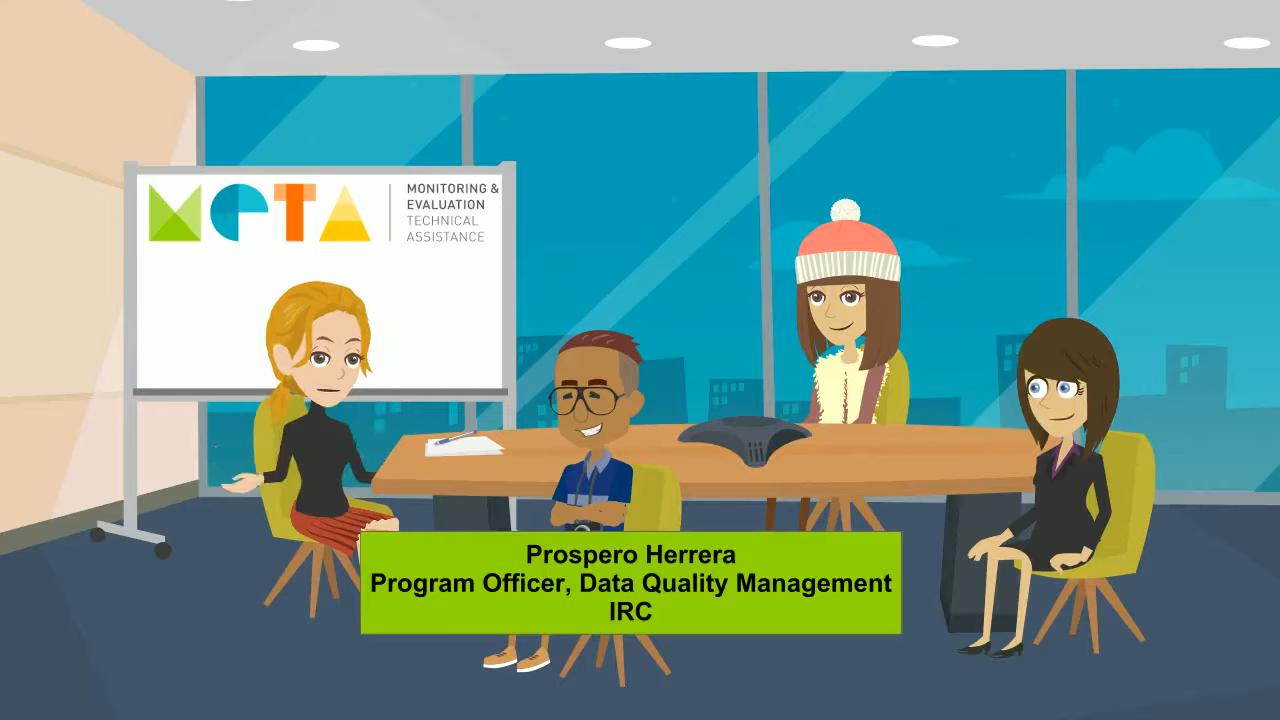 META
MONITORING &
EVALUATION
TECHNICAL
ASSISTANCE
Prospero Herrera
Program Officer, Data Quality Management
IRC